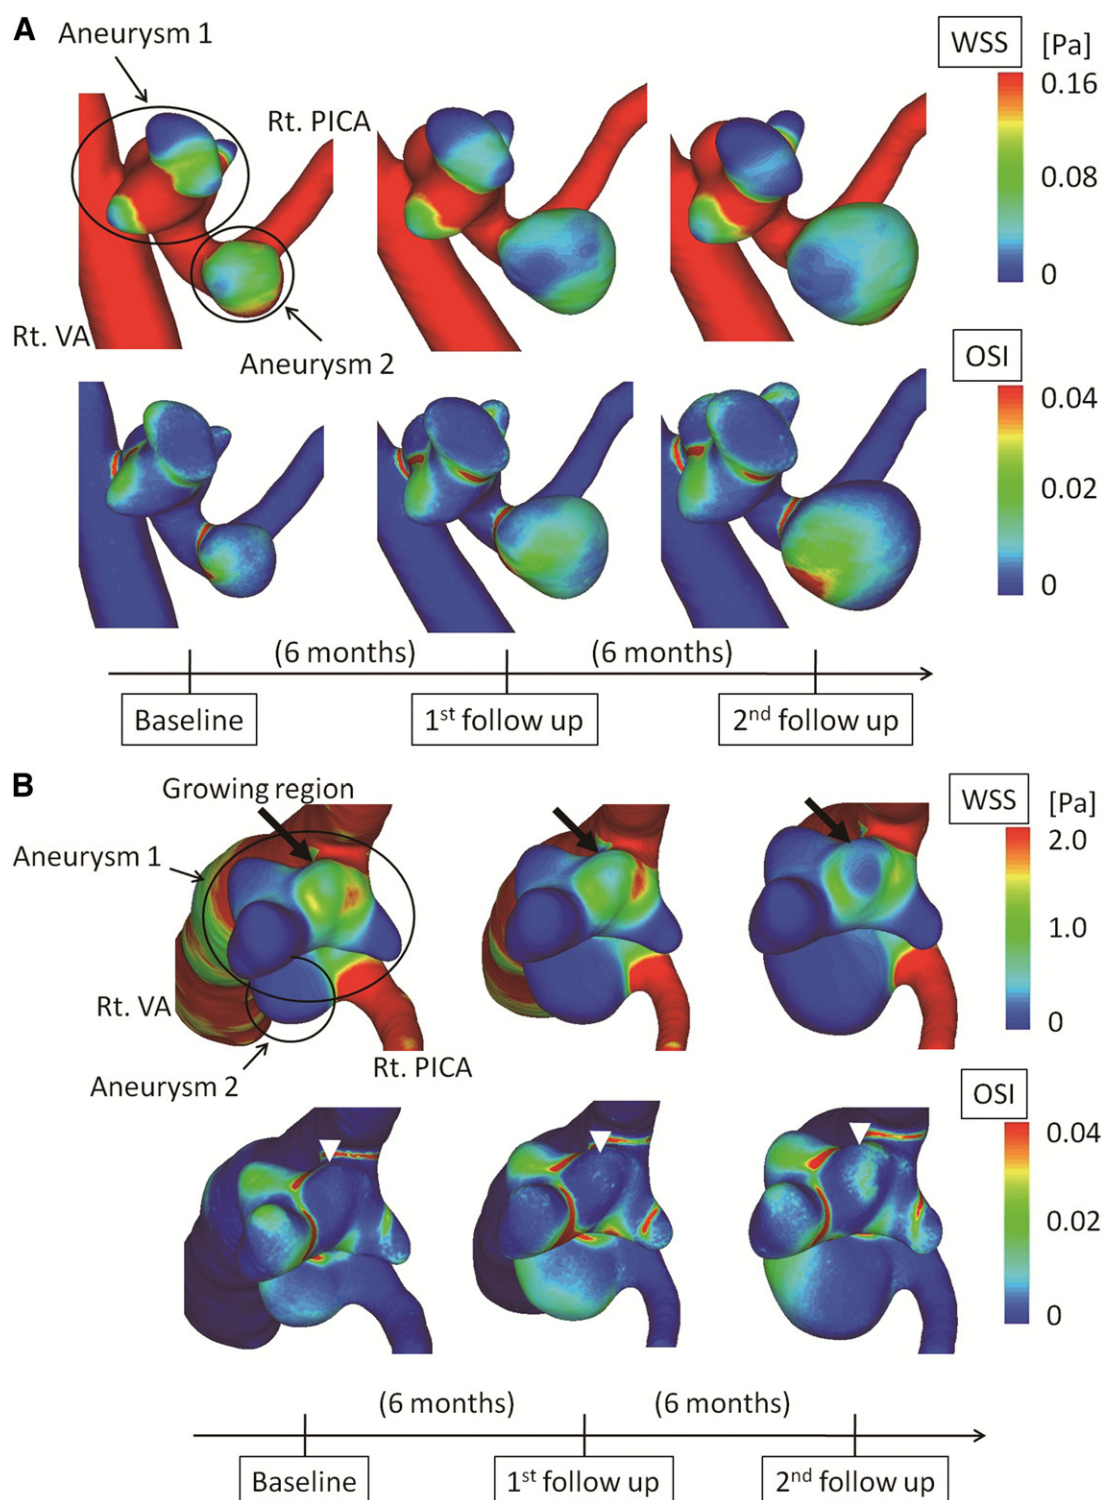 A
Aneurysm 1
WSS [Pa]
0.16
Rt. PICA
0.08
0
Rt. VA
Aneurysm 2
OSI
0.04
0.02
0
(6 months) (6 months)
Baseline 1st follow up 2nd follow up
B
Growing region
WSS [Pa]
Aneurysm 1
2.0
1.0
Rt. VA
0
Rt. PICA
Aneurysm 2
OSI
0.04
0.02
0
(6 months) (6 months)
Baseline 1st follow up 2nd follow up